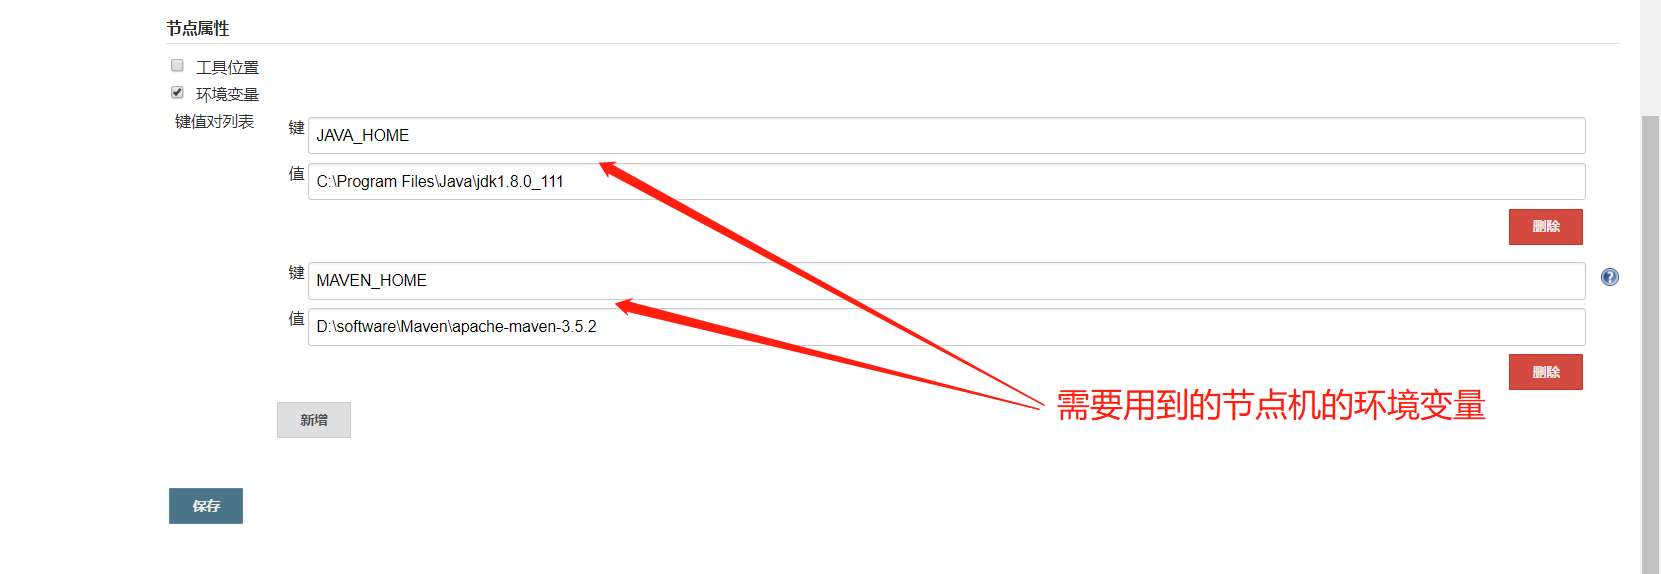 节点属性
工具位置
环境变量
键值对列表
键 JAVA_HOME
值 C:\Program Files\Java\jdk1.8.0_111
删除
键 MAVEN_HOME
值 D:\software\Maven\apache-maven-3.5.2
删除
需要用到的节点机的环境变量
新增
保存